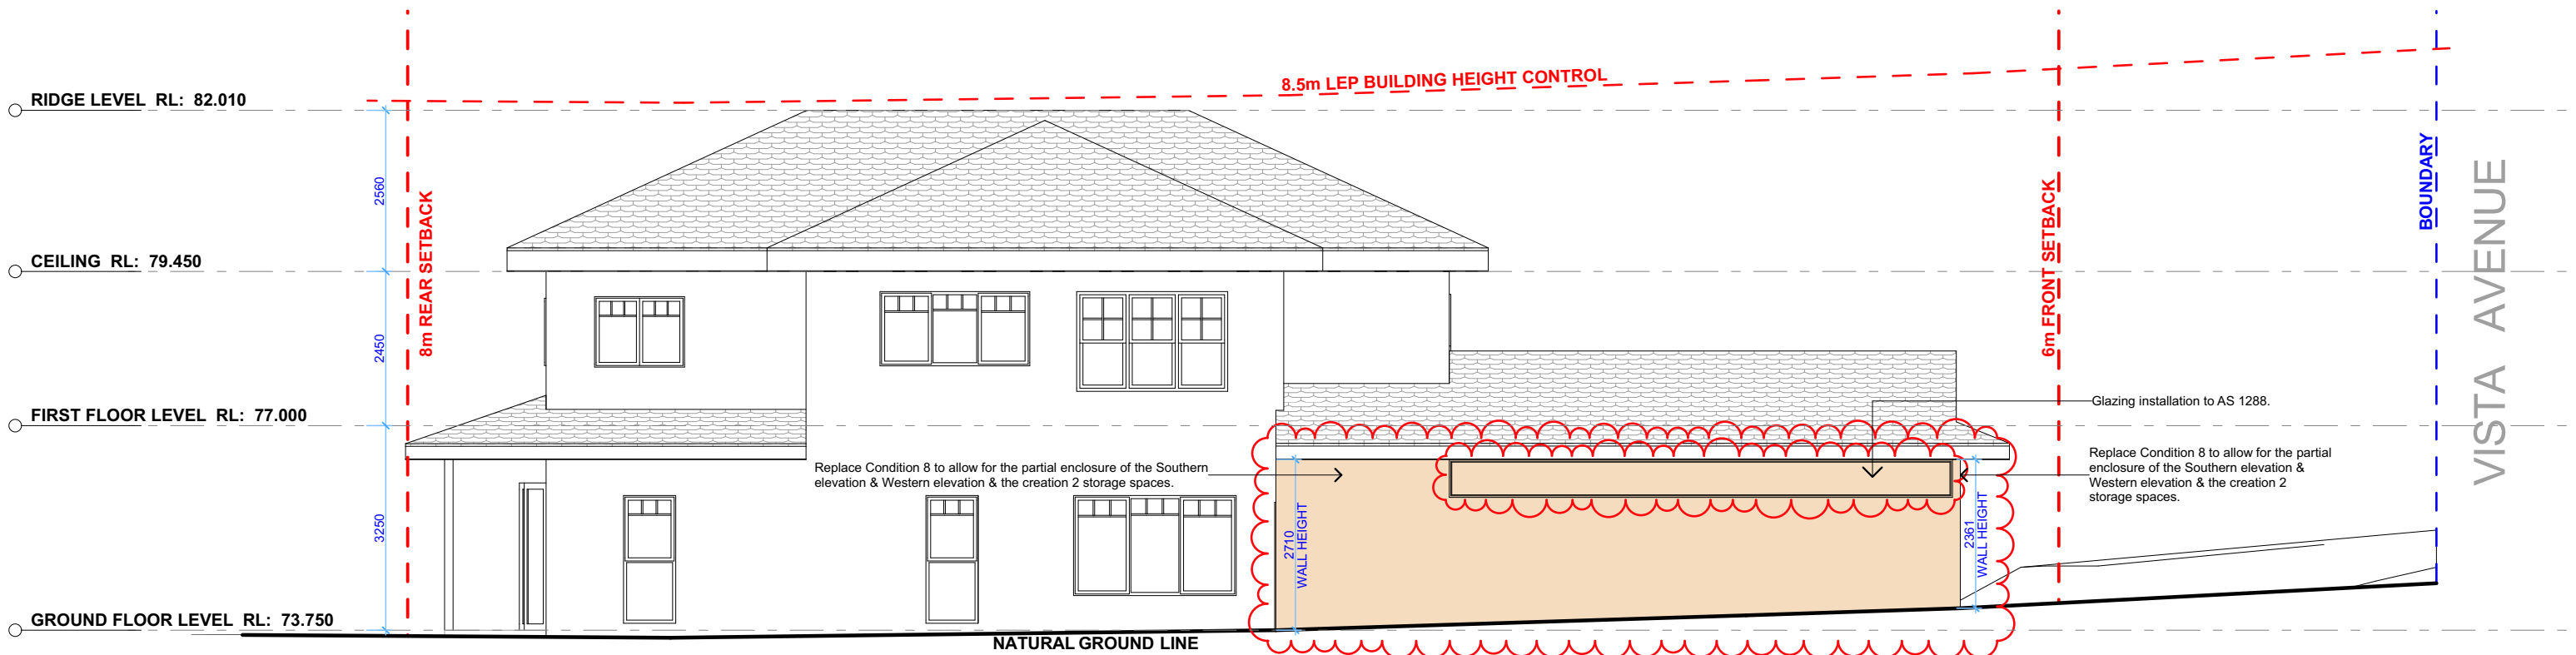 8.5m LEP BUILDING HEIGHT CONTROL
RIDGE LEVEL RL: 82.010
2560
8m REAR SETBACK
CEILING RL: 79.450
2450
FIRST FLOOR LEVEL RL: 77.000
3250
GROUND FLOOR LEVEL RL: 73.750
NATURAL GROUND LINE
Replace Condition 8 to allow for the partial enclosure of the Southern
elevation & Western elevation & the creation 2 storage spaces.
2710
WALL HEIGHT
2361
WALL HEIGHT
Glazing installation to AS 1288.
Replace Condition 8 to allow for the partial
enclosure of the Southern elevation &
Western elevation & the creation 2
storage spaces.
6m FRONT SETBACK
BOUNDARY
VISTA AVENUE